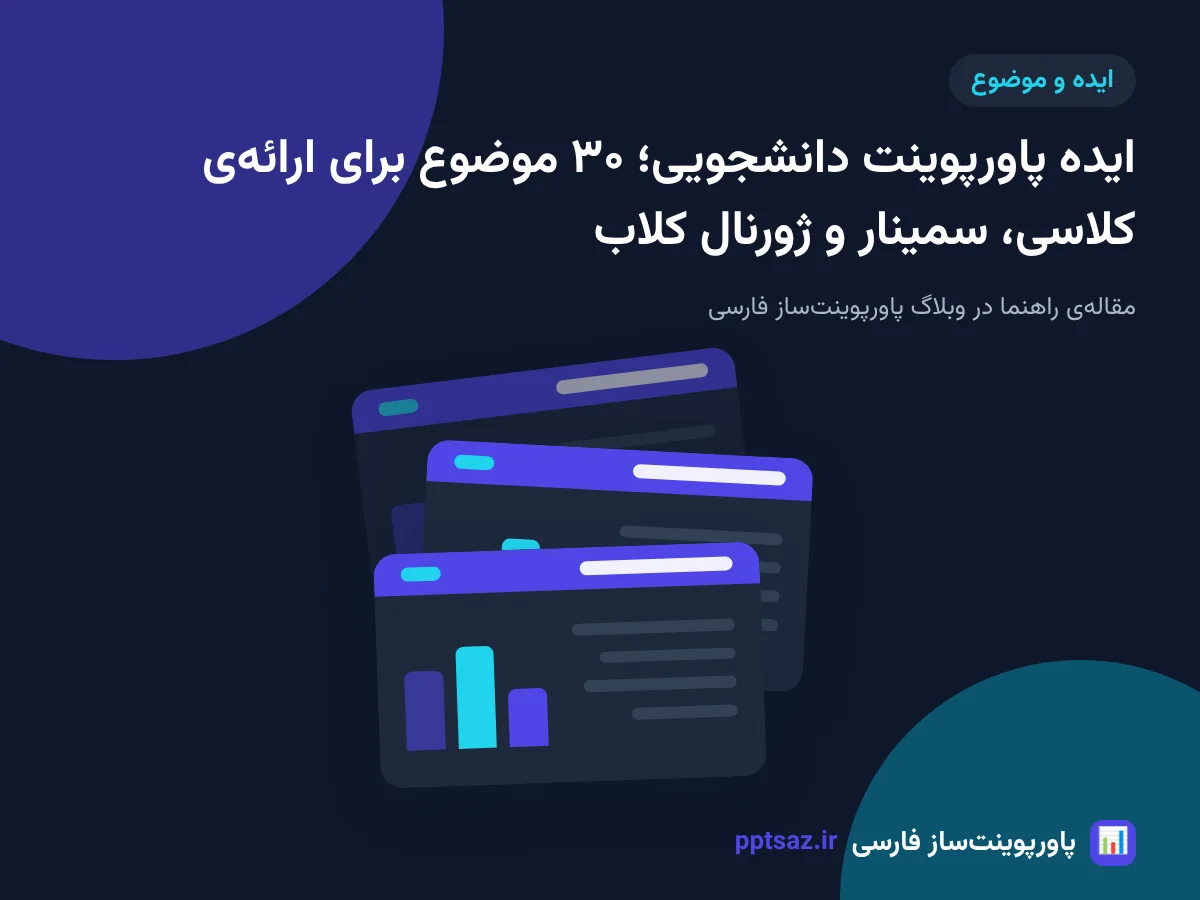 ایده و موضوع
ایده پاورپوینت دانشجویی؛ ۳۰ موضوع برای ارائه‌ی
کلاسی، سمینار و ژورنال کلاب
مقاله‌ی راهنما در وبلاگ پاورپوینت‌ساز فارسی
پاورپوینت‌ساز فارسی pptsaz.ir